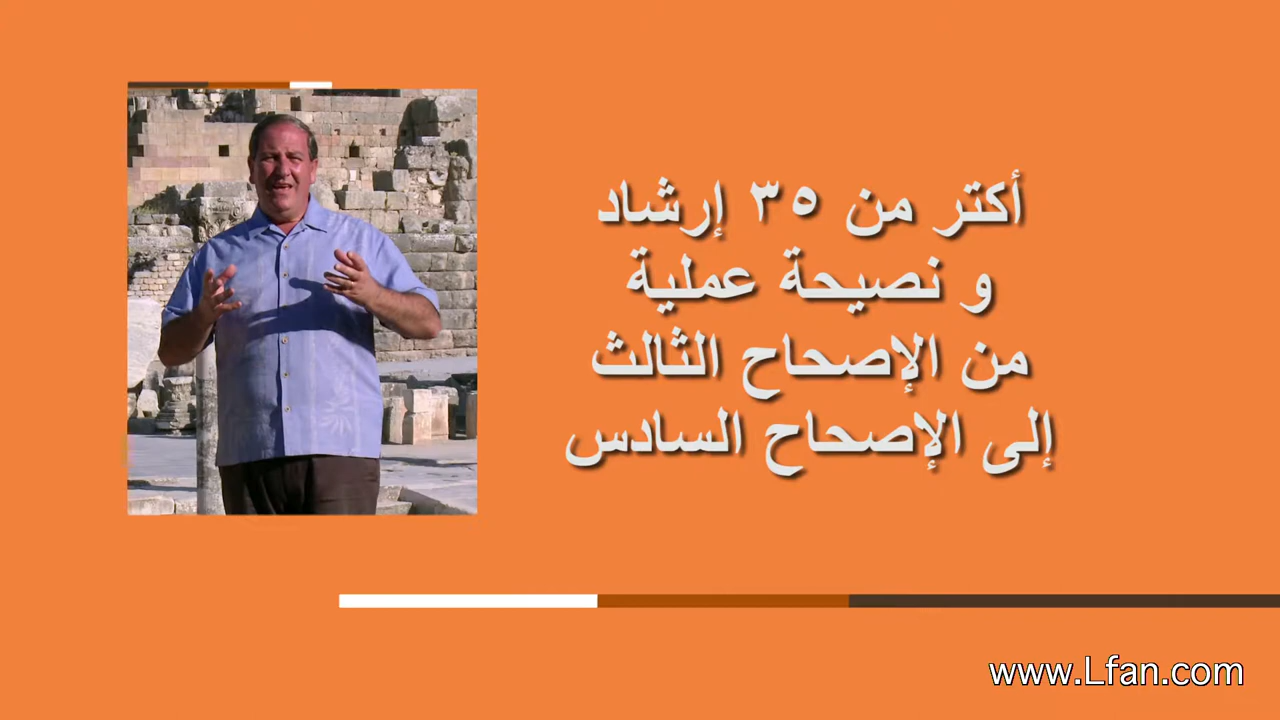 أكتر من ٣٥ إرشاد
و نصيحة عملية
من الإصحاح الثالث
إلى الإصحاح السادس
www.Lfan.com